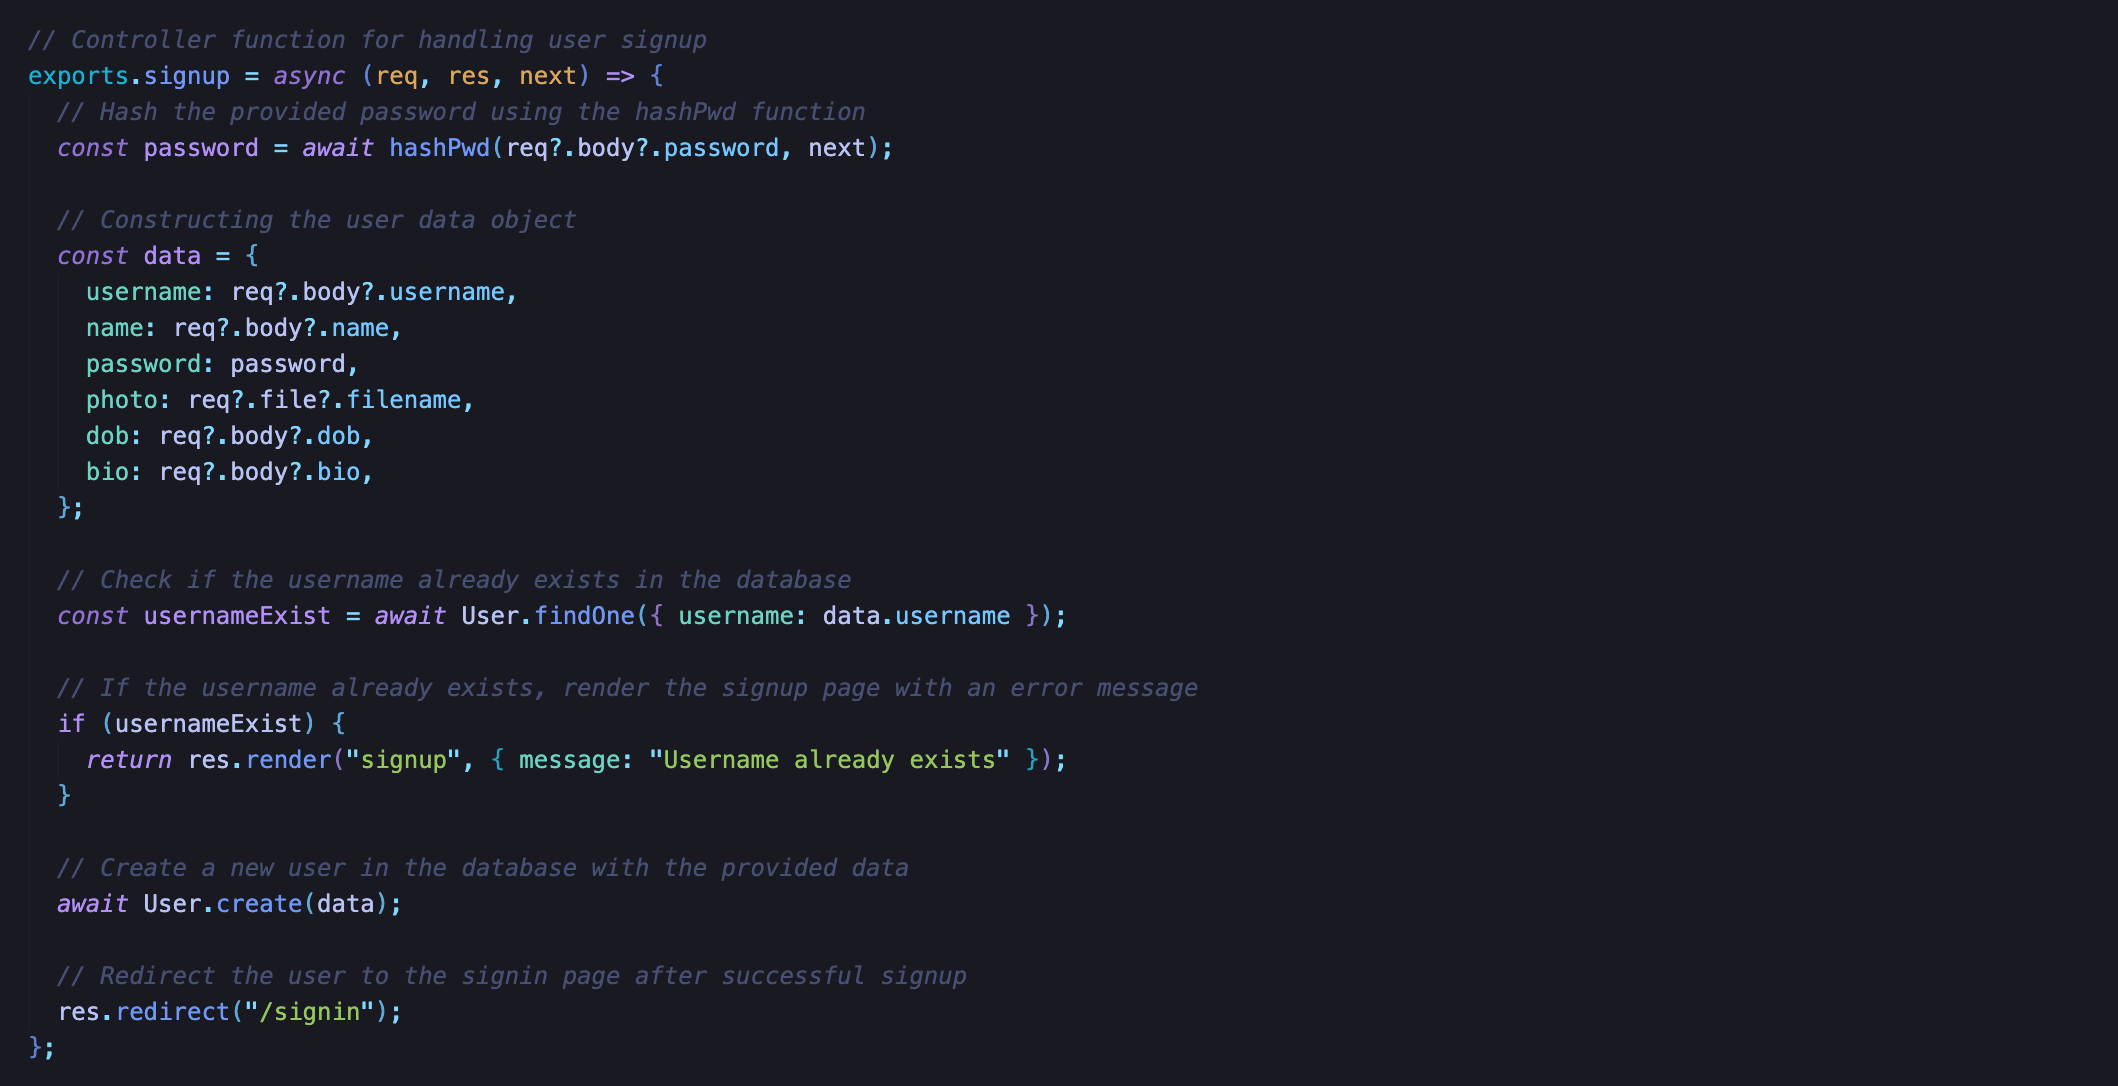 // Controller function for handling user signup
exports.signup = async (req, res, next) => {
  // Hash the provided password using the hashPwd function
  const password = await hashPwd(req?.body?.password, next);

  // Constructing the user data object
  const data = {
    username: req?.body?.username,
    name: req?.body?.name,
    password: password,
    photo: req?.file?.filename,
    dob: req?.body?.dob,
    bio: req?.body?.bio,
  };

  // Check if the username already exists in the database
  const usernameExist = await User.findOne({ username: data.username });

  // If the username already exists, render the signup page with an error message
  if (usernameExist) {
    return res.render("signup", { message: "Username already exists" });
  }

  // Create a new user in the database with the provided data
  await User.create(data);

  // Redirect the user to the signin page after successful signup
  res.redirect("/signin");
};